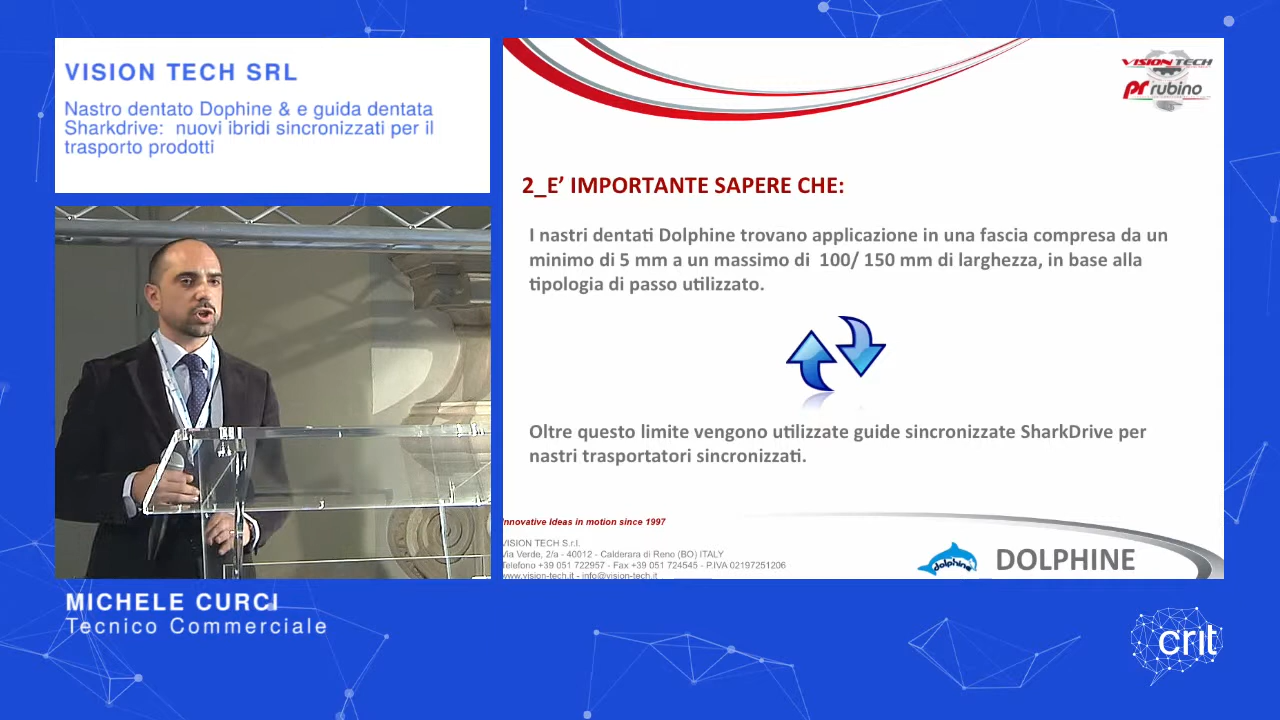 VISION TECH SRL
Nastro dentato Dophine & e guida dentata
Sharkdrive: nuovi ibridi sincronizzati per il
trasporto prodotti
VISION TECH
pr rubino
2_E’ IMPORTANTE SAPERE CHE:
I nastri dentati Dolphine trovano applicazione in una fascia compresa da un
minimo di 5 mm a un massimo di 100/ 150 mm di larghezza, in base alla
tipologia di passo utilizzato.
Oltre questo limite vengono utilizzate guide sincronizzate SharkDrive per
nastri trasportatori sincronizzati.
Innovative Ideas in motion since 1997
VISION TECH S.r.l.
Via Verde, 2/a - 40012 - Calderara di Reno (BO) ITALY
Telefono +39 051 722957 - Fax +39 051 724545 - P.IVA 02197251206
www.vision-tech.it - info@vision-tech.it
dolphine
DOLPHINE
MICHELE CURCI
Tecnico Commerciale
crit